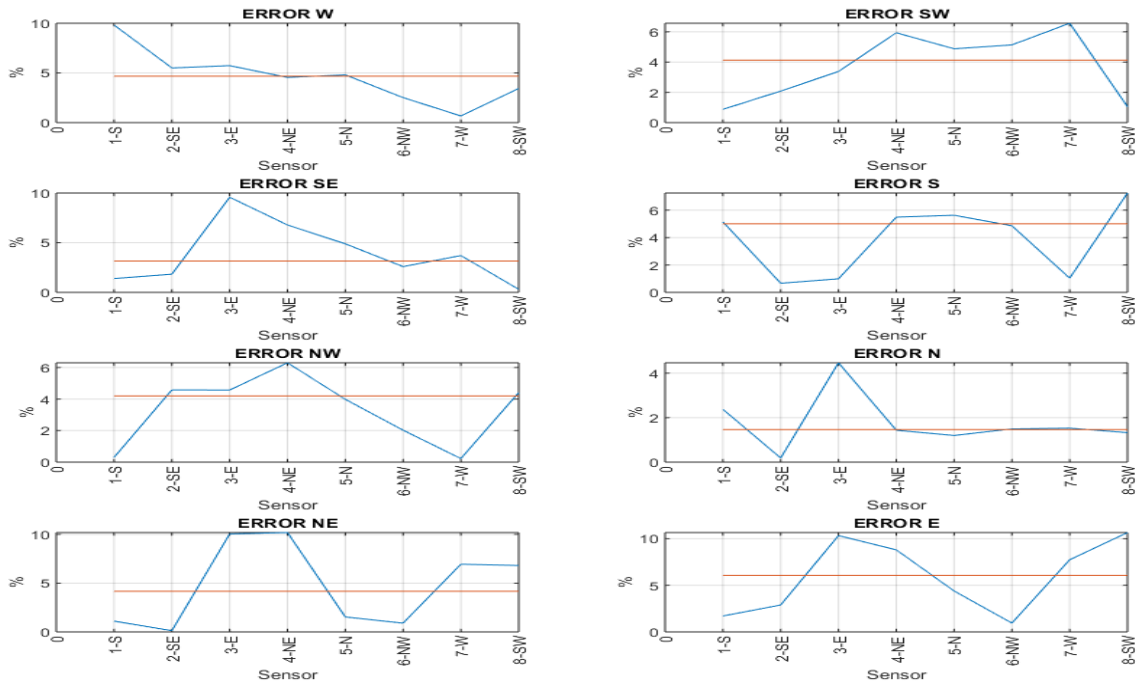 ERROR W
10
5
0
%
0
1-S
2-SE
3-E
4-NE
5-N
6-NW
7-W
8-SW
Sensor
ERROR SW
6
4
2
0
%
0
1-S
2-SE
3-E
4-NE
5-N
6-NW
7-W
8-SW
Sensor
ERROR SE
10
5
0
%
0
1-S
2-SE
3-E
4-NE
5-N
6-NW
7-W
8-SW
Sensor
ERROR S
6
4
2
0
%
0
1-S
2-SE
3-E
4-NE
5-N
6-NW
7-W
8-SW
Sensor
ERROR NW
6
4
2
0
%
0
1-S
2-SE
3-E
4-NE
5-N
6-NW
7-W
8-SW
Sensor
ERROR N
4
2
0
%
0
1-S
2-SE
3-E
4-NE
5-N
6-NW
7-W
8-SW
Sensor
ERROR NE
10
5
0
%
0
1-S
2-SE
3-E
4-NE
5-N
6-NW
7-W
8-SW
Sensor
ERROR E
10
5
0
%
0
1-S
2-SE
3-E
4-NE
5-N
6-NW
7-W
8-SW
Sensor